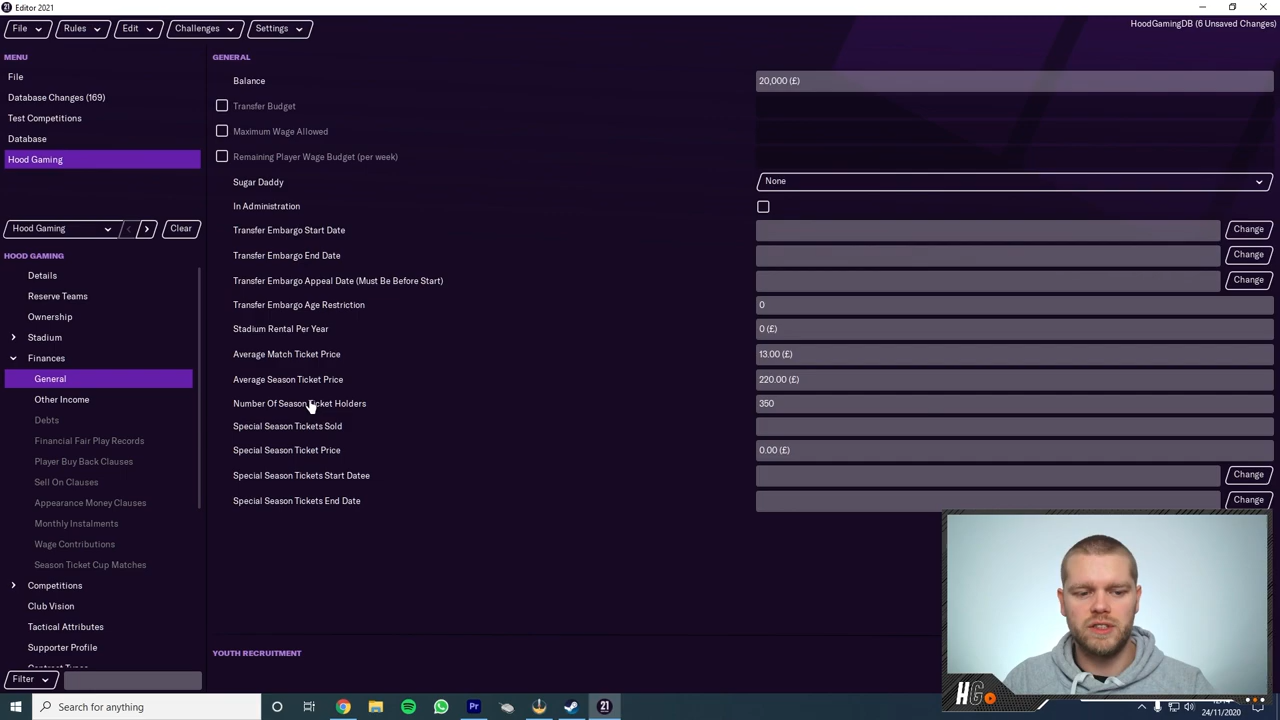 Editor 2021
File
Rules
Edit
Challenges
Settings
HoodGamingDB (6 Unsaved Changes)
MENU
File
Database Changes (169)
Test Competitions
Database
Hood Gaming
Hood Gaming
Clear
HOOD GAMING
Details
Reserve Teams
Ownership
Stadium
Finances
General
Other Income
Debts
Financial Fair Play Records
Player Buy Back Clauses
Sell On Clauses
Appearance Money Clauses
Monthly Instalments
Wage Contributions
Season Ticket Cup Matches
Competitions
Club Vision
Tactical Attributes
Supporter Profile
Contract Types
Filter
GENERAL
Balance 20,000 (£)
Transfer Budget
Maximum Wage Allowed
Remaining Player Wage Budget (per week)
Sugar Daddy None
In Administration
Transfer Embargo Start Date Change
Transfer Embargo End Date Change
Transfer Embargo Appeal Date (Must Be Before Start) Change
Transfer Embargo Age Restriction 0
Stadium Rental Per Year 0 (£)
Average Match Ticket Price 13.00 (£)
Average Season Ticket Price 220.00 (£)
Number Of Season Ticket Holders 350
Special Season Tickets Sold
Special Season Ticket Price 0.00 (£)
Special Season Tickets Start Datee Change
Special Season Tickets End Date Change
YOUTH RECRUITMENT
HG
Search for anything
Pr
21
24/11/2020